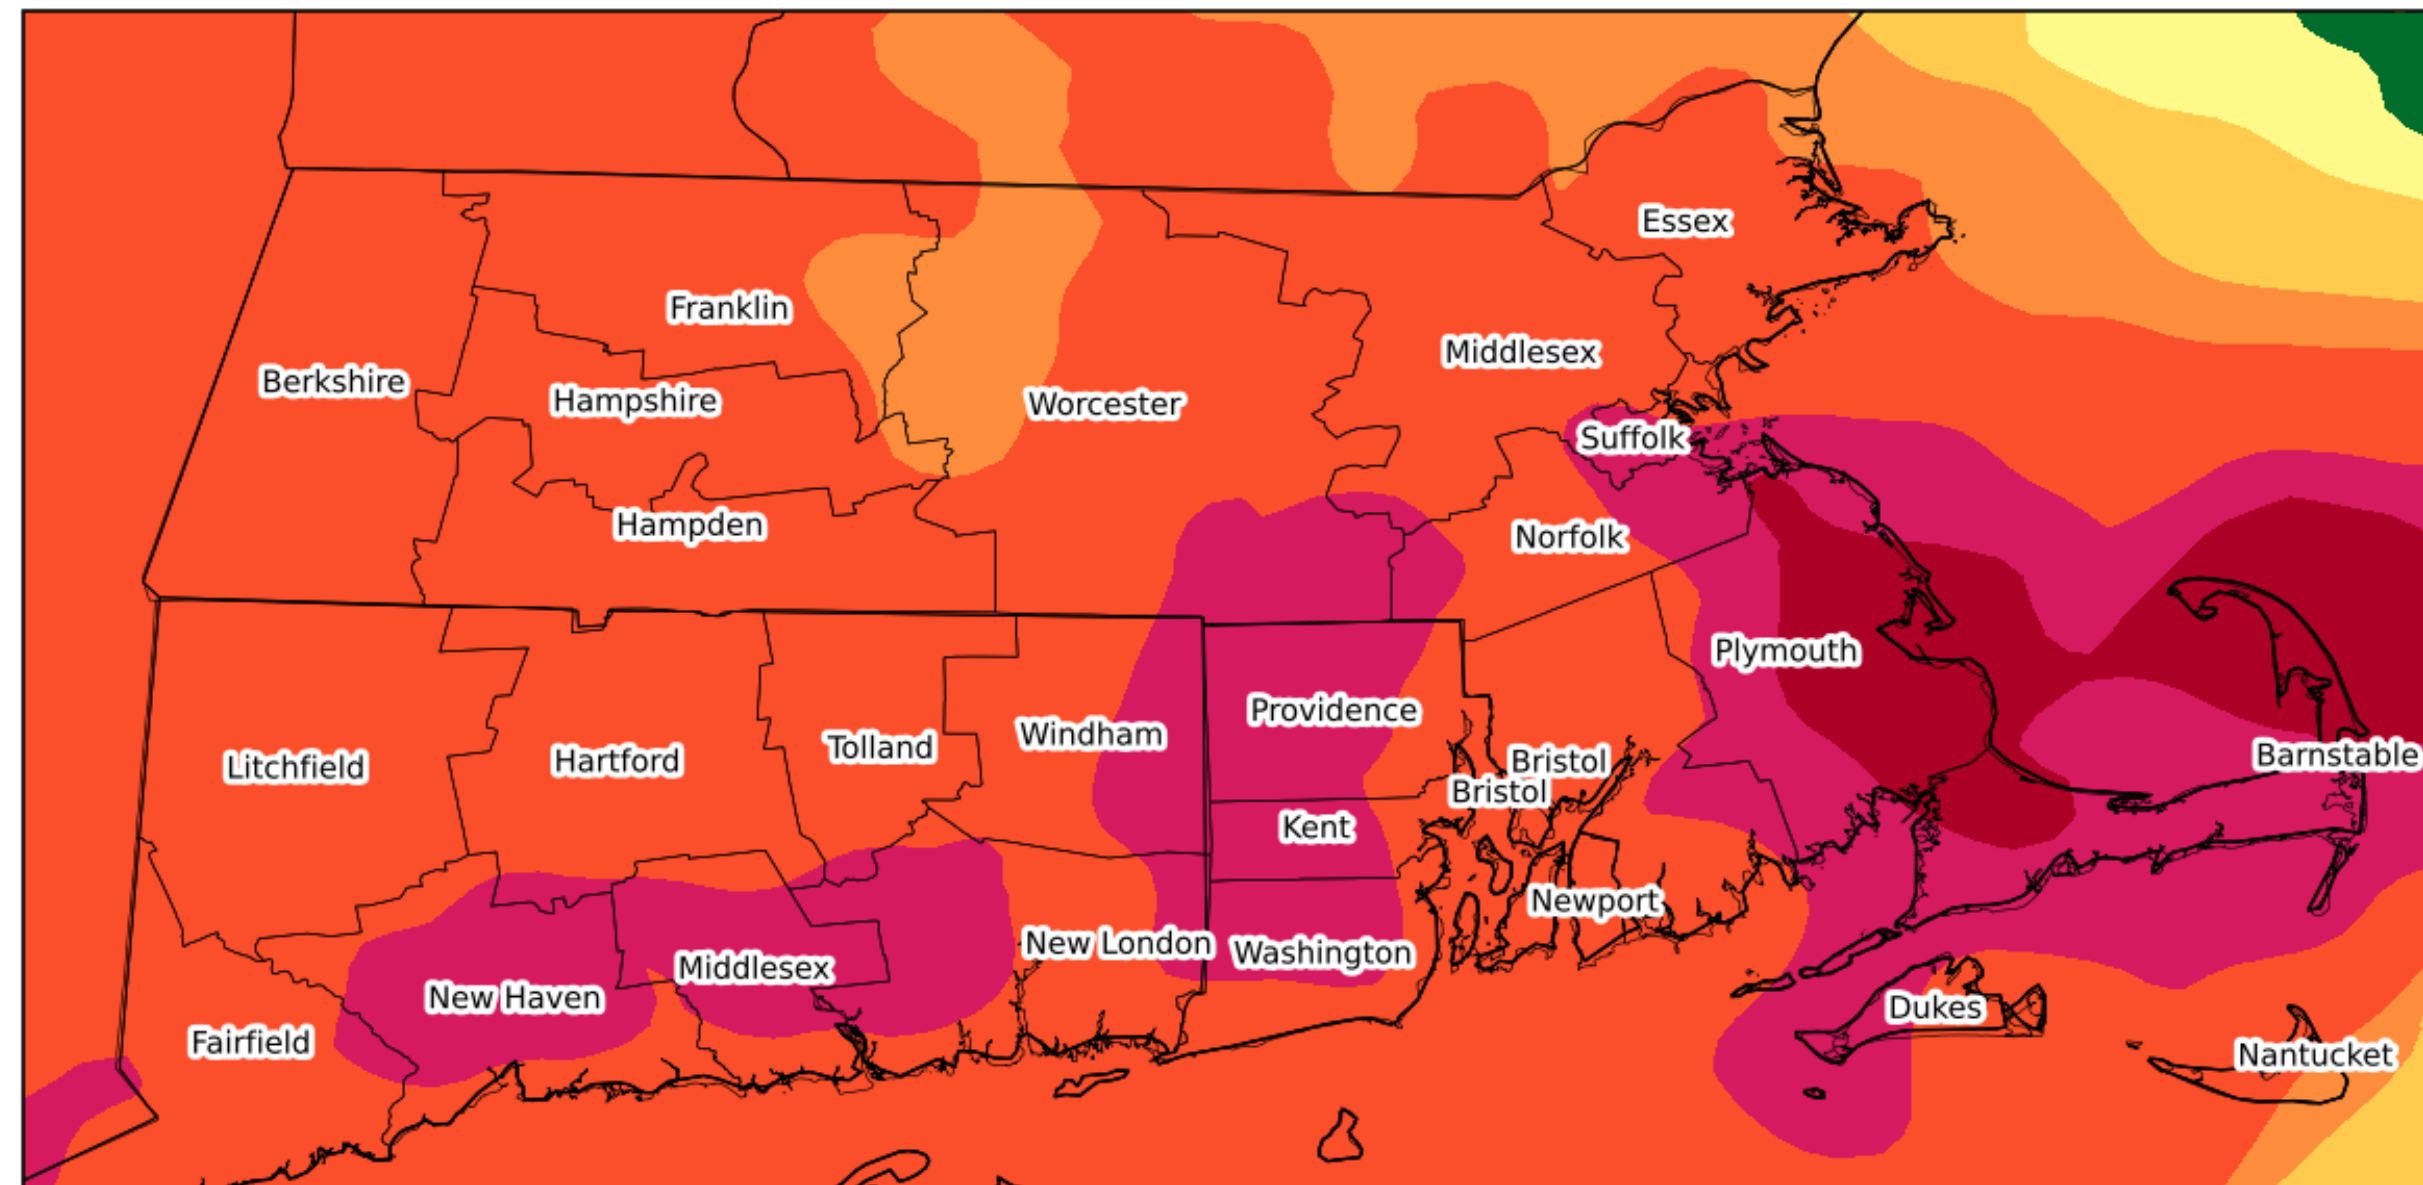 Essex
Franklin
Middlesex
Berkshire
Hampshire
Worcester
Suffolk
Hampden
Norfolk
Plymouth
Providence
Windham
Tolland
Barnstable
Hartford
Bristol
Litchfield
Bristol
Kent
Newport
New London
Washington
Middlesex
New Haven
Dukes
Fairfield
Nantucket